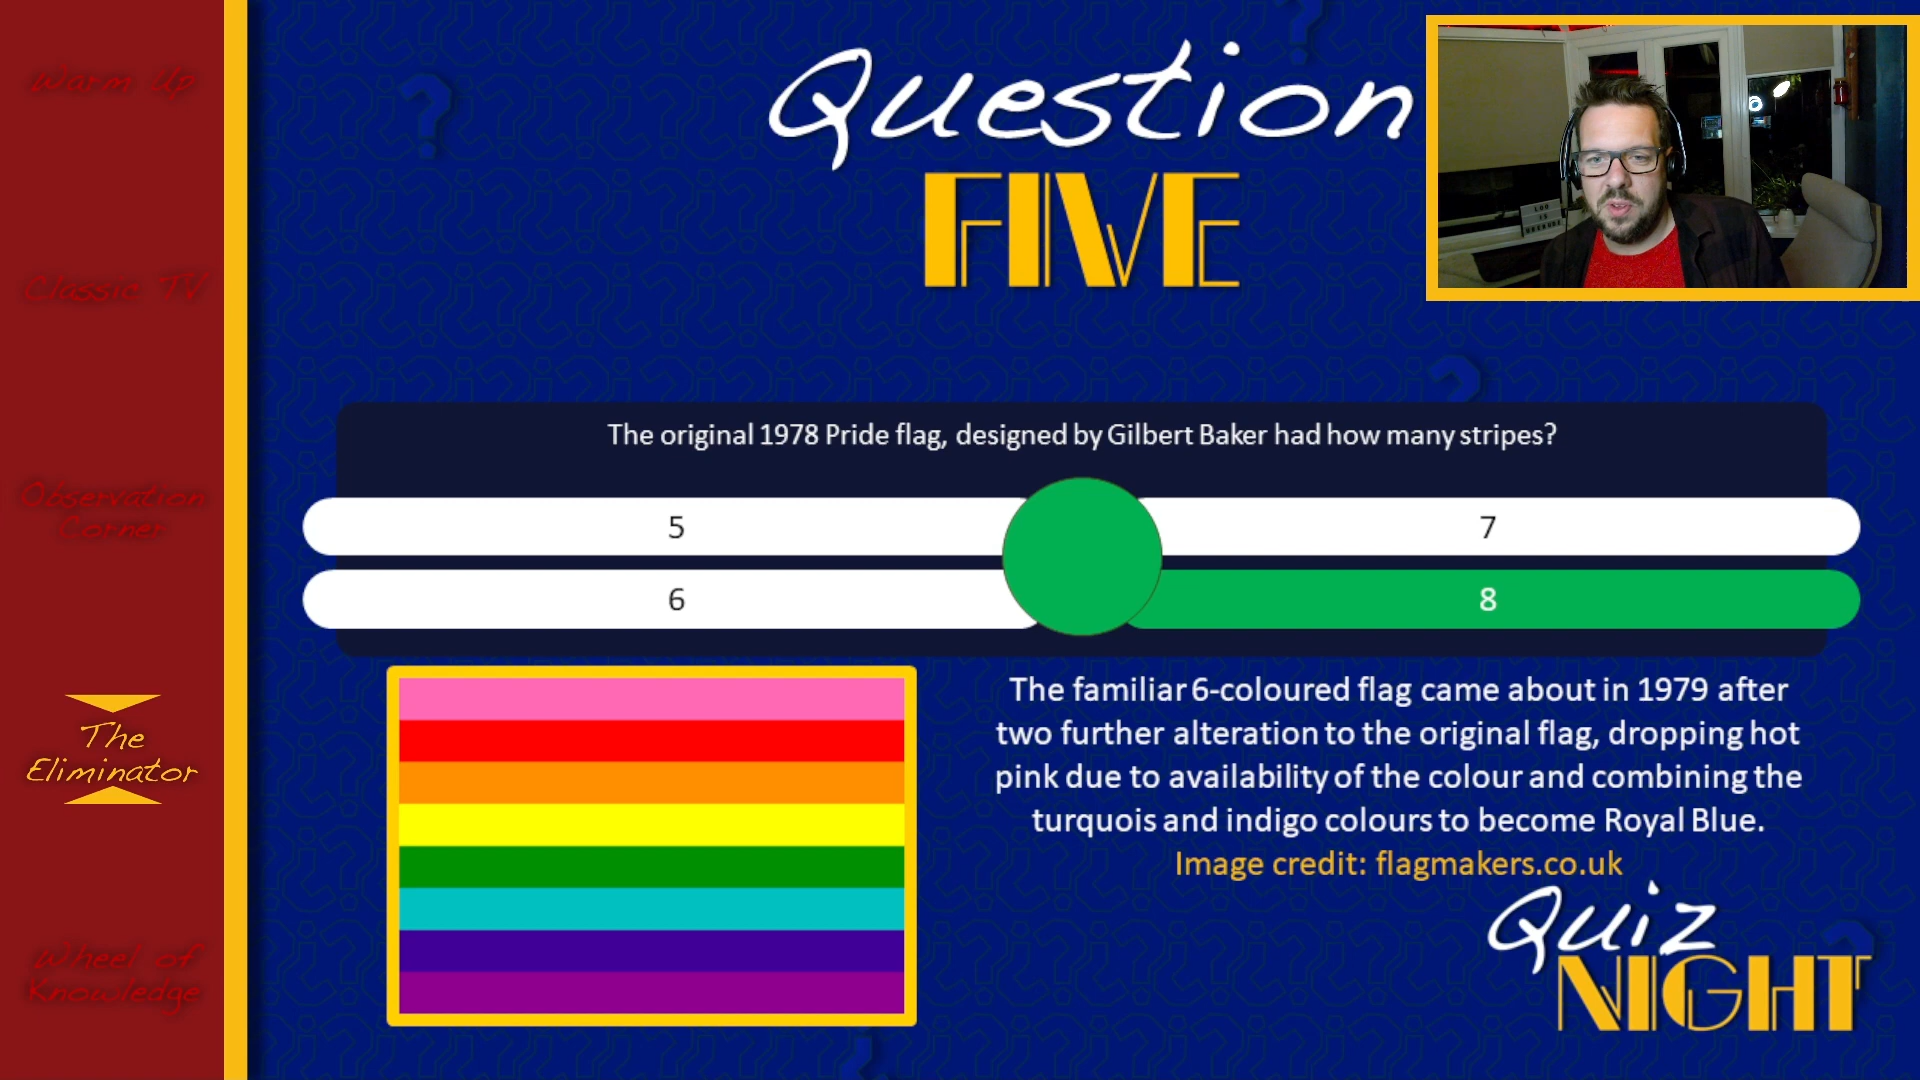 Warm Up
Classic TV
Observation
Corner
The
Eliminator
Wheel of
Knowledge
Question
FIVE
The original 1978 Pride flag, designed by Gilbert Baker had how many stripes?
5
7
6
8
The familiar 6-coloured flag came about in 1979 after
two further alteration to the original flag, dropping hot
pink due to availability of the colour and combining the
turquois and indigo colours to become Royal Blue.
Image credit: flagmakers.co.uk
Quiz
NIGHT